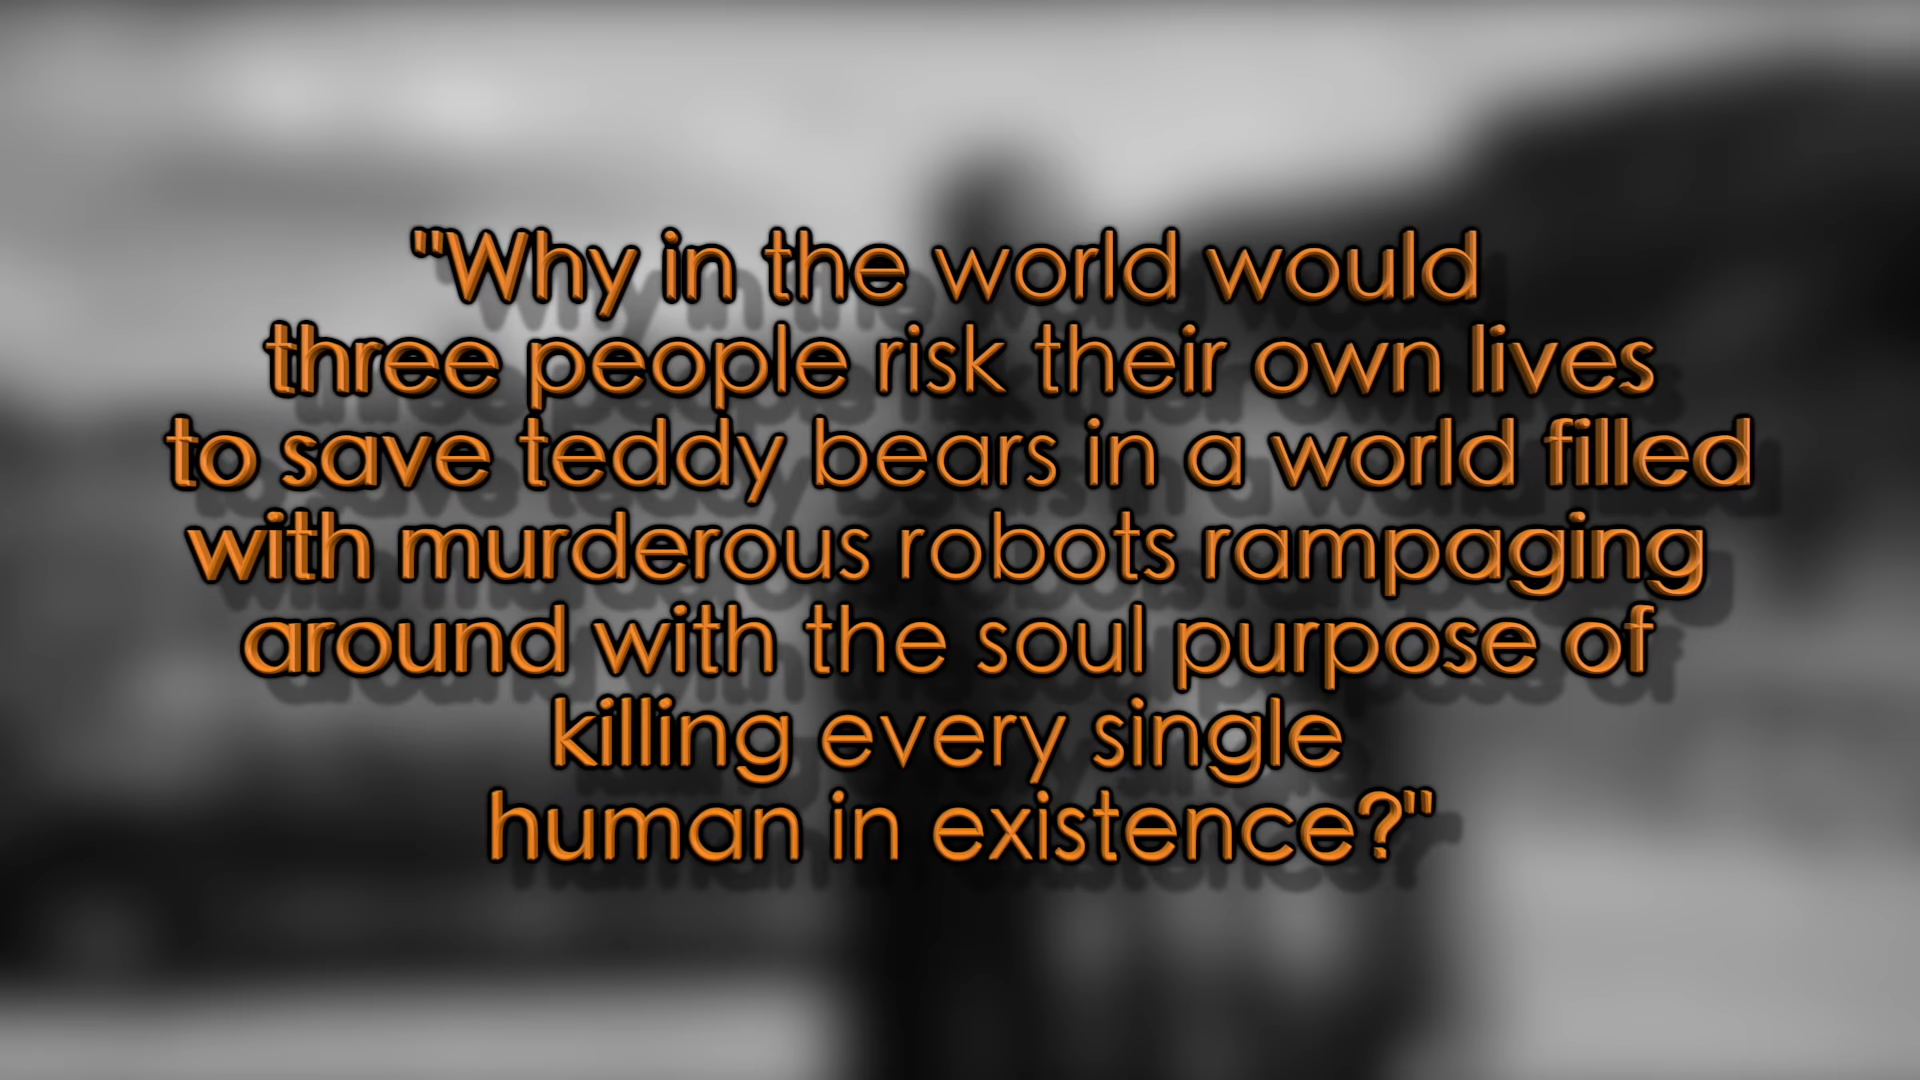 "Why in the world would
three people risk their own lives
to save teddy bears in a world filled
with murderous robots rampaging
around with the soul purpose of
killing every single
human in existence?"